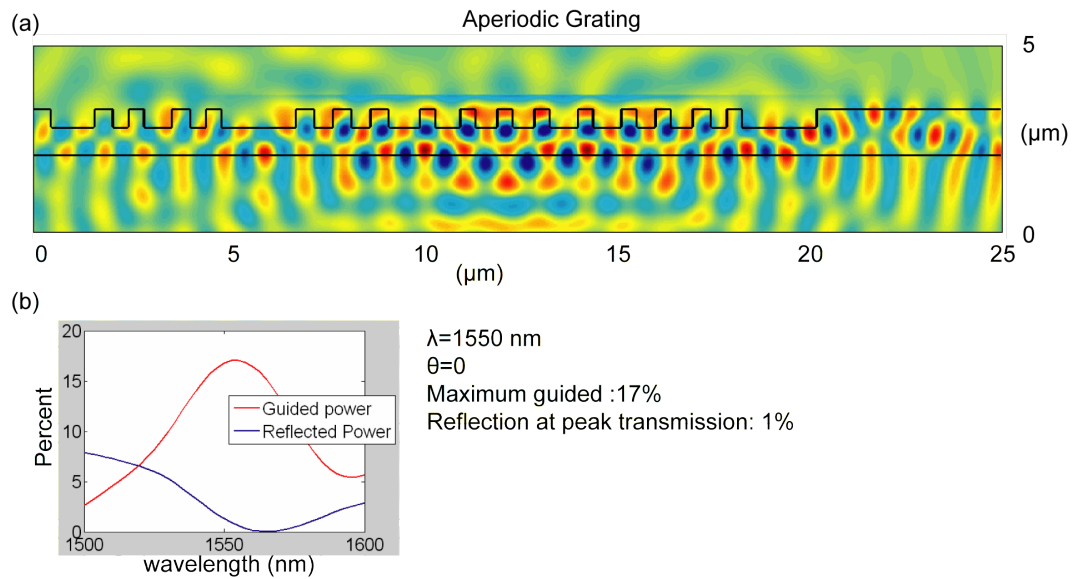 (a)
Aperiodic Grating
5
(μm)
0
0 5 10 15 20 25
(μm)
(b)
20
15
10
5
0
Percent
Guided power
Reflected Power
1500 1550 1600
wavelength (nm)
λ=1550 nm
θ=0
Maximum guided :17%
Reflection at peak transmission: 1%